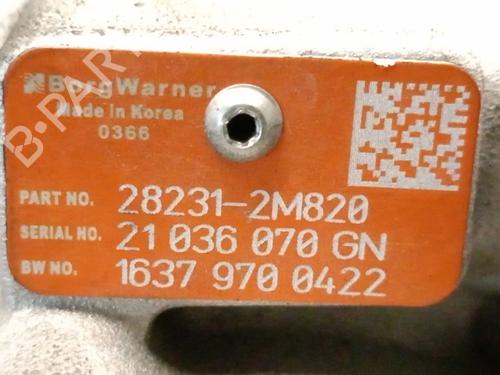 BorgWarner
Made in Korea
0366
PART NO. 28231-2M820
SERIAL NO. 21 036 070 GN
BW NO. 1637 970 0422
B-PARTS